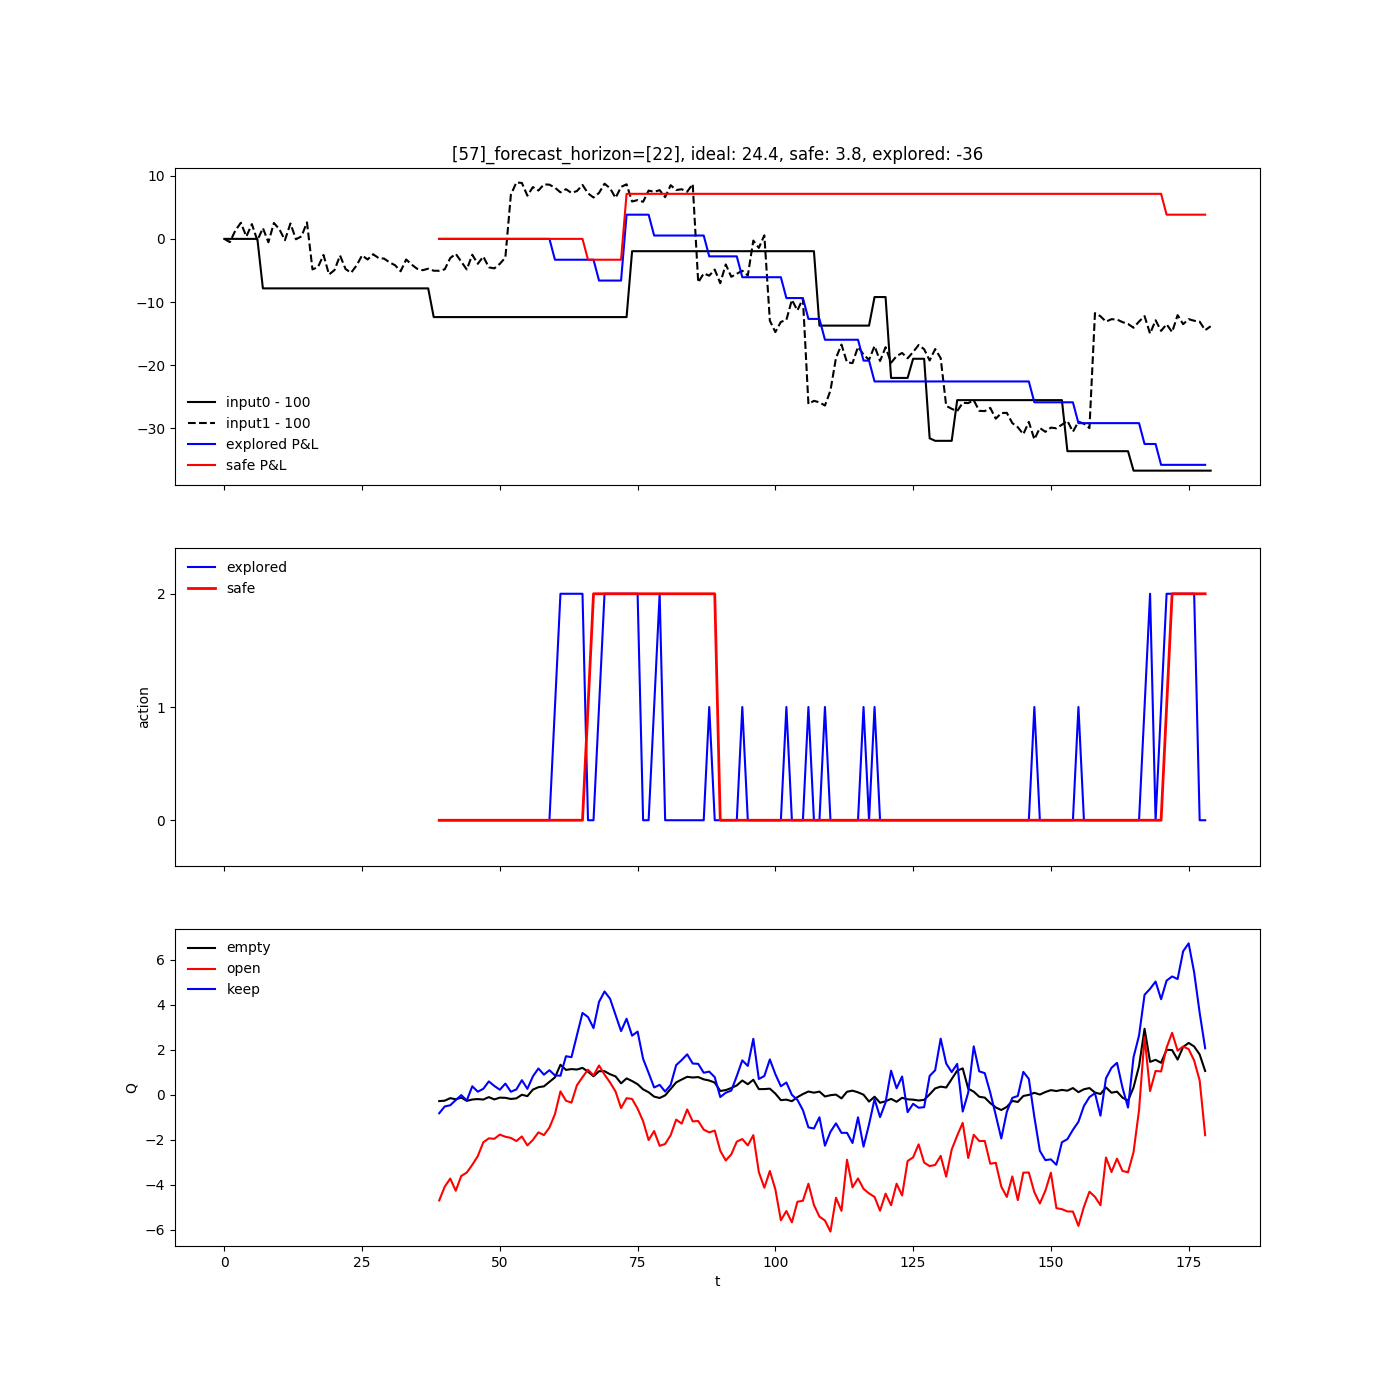 [57]_forecast_horizon=[22], ideal: 24.4, safe: 3.8, explored: -36
10
0
−10
−20
−30
input0 - 100
input1 - 100
explored P&L
safe P&L
explored
safe
2
1
0
action
empty
open
keep
6
4
2
0
−2
−4
−6
Q
0 25 50 75 100 125 150 175
t